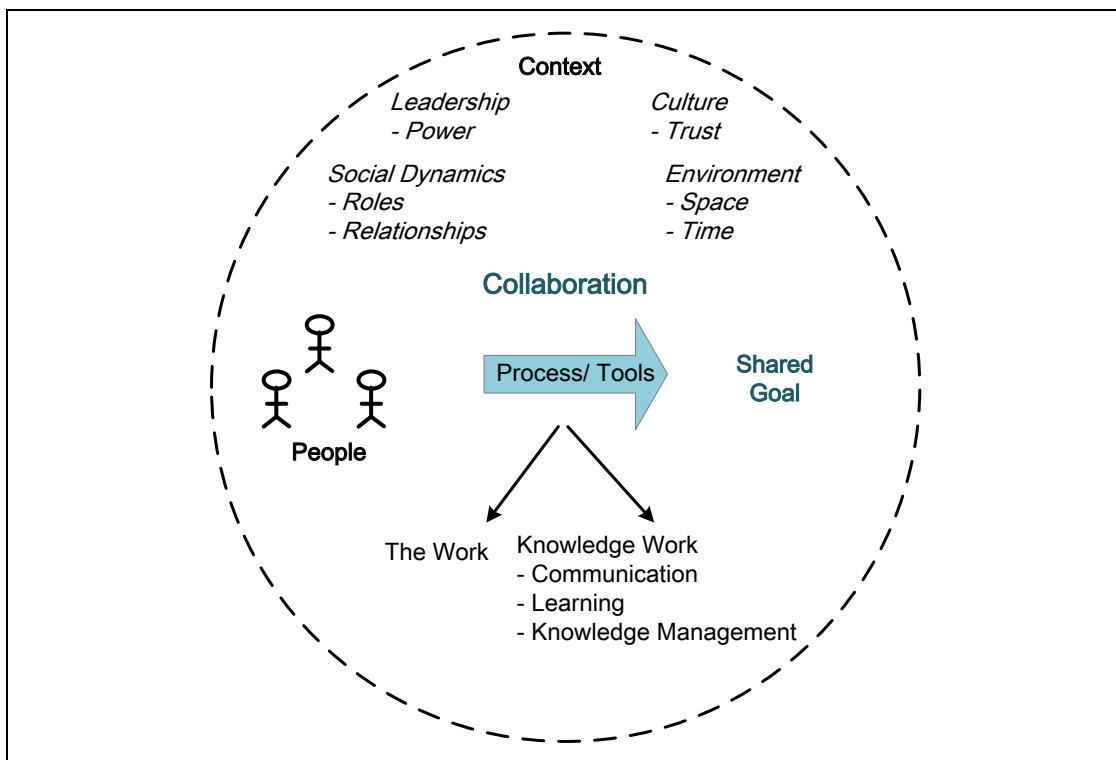 Context
Leadership
- Power
Culture
- Trust
Social Dynamics
- Roles
- Relationships
Environment
- Space
- Time
Collaboration
Process/ Tools
Shared
Goal
People
The Work
Knowledge Work
- Communication
- Learning
- Knowledge Management